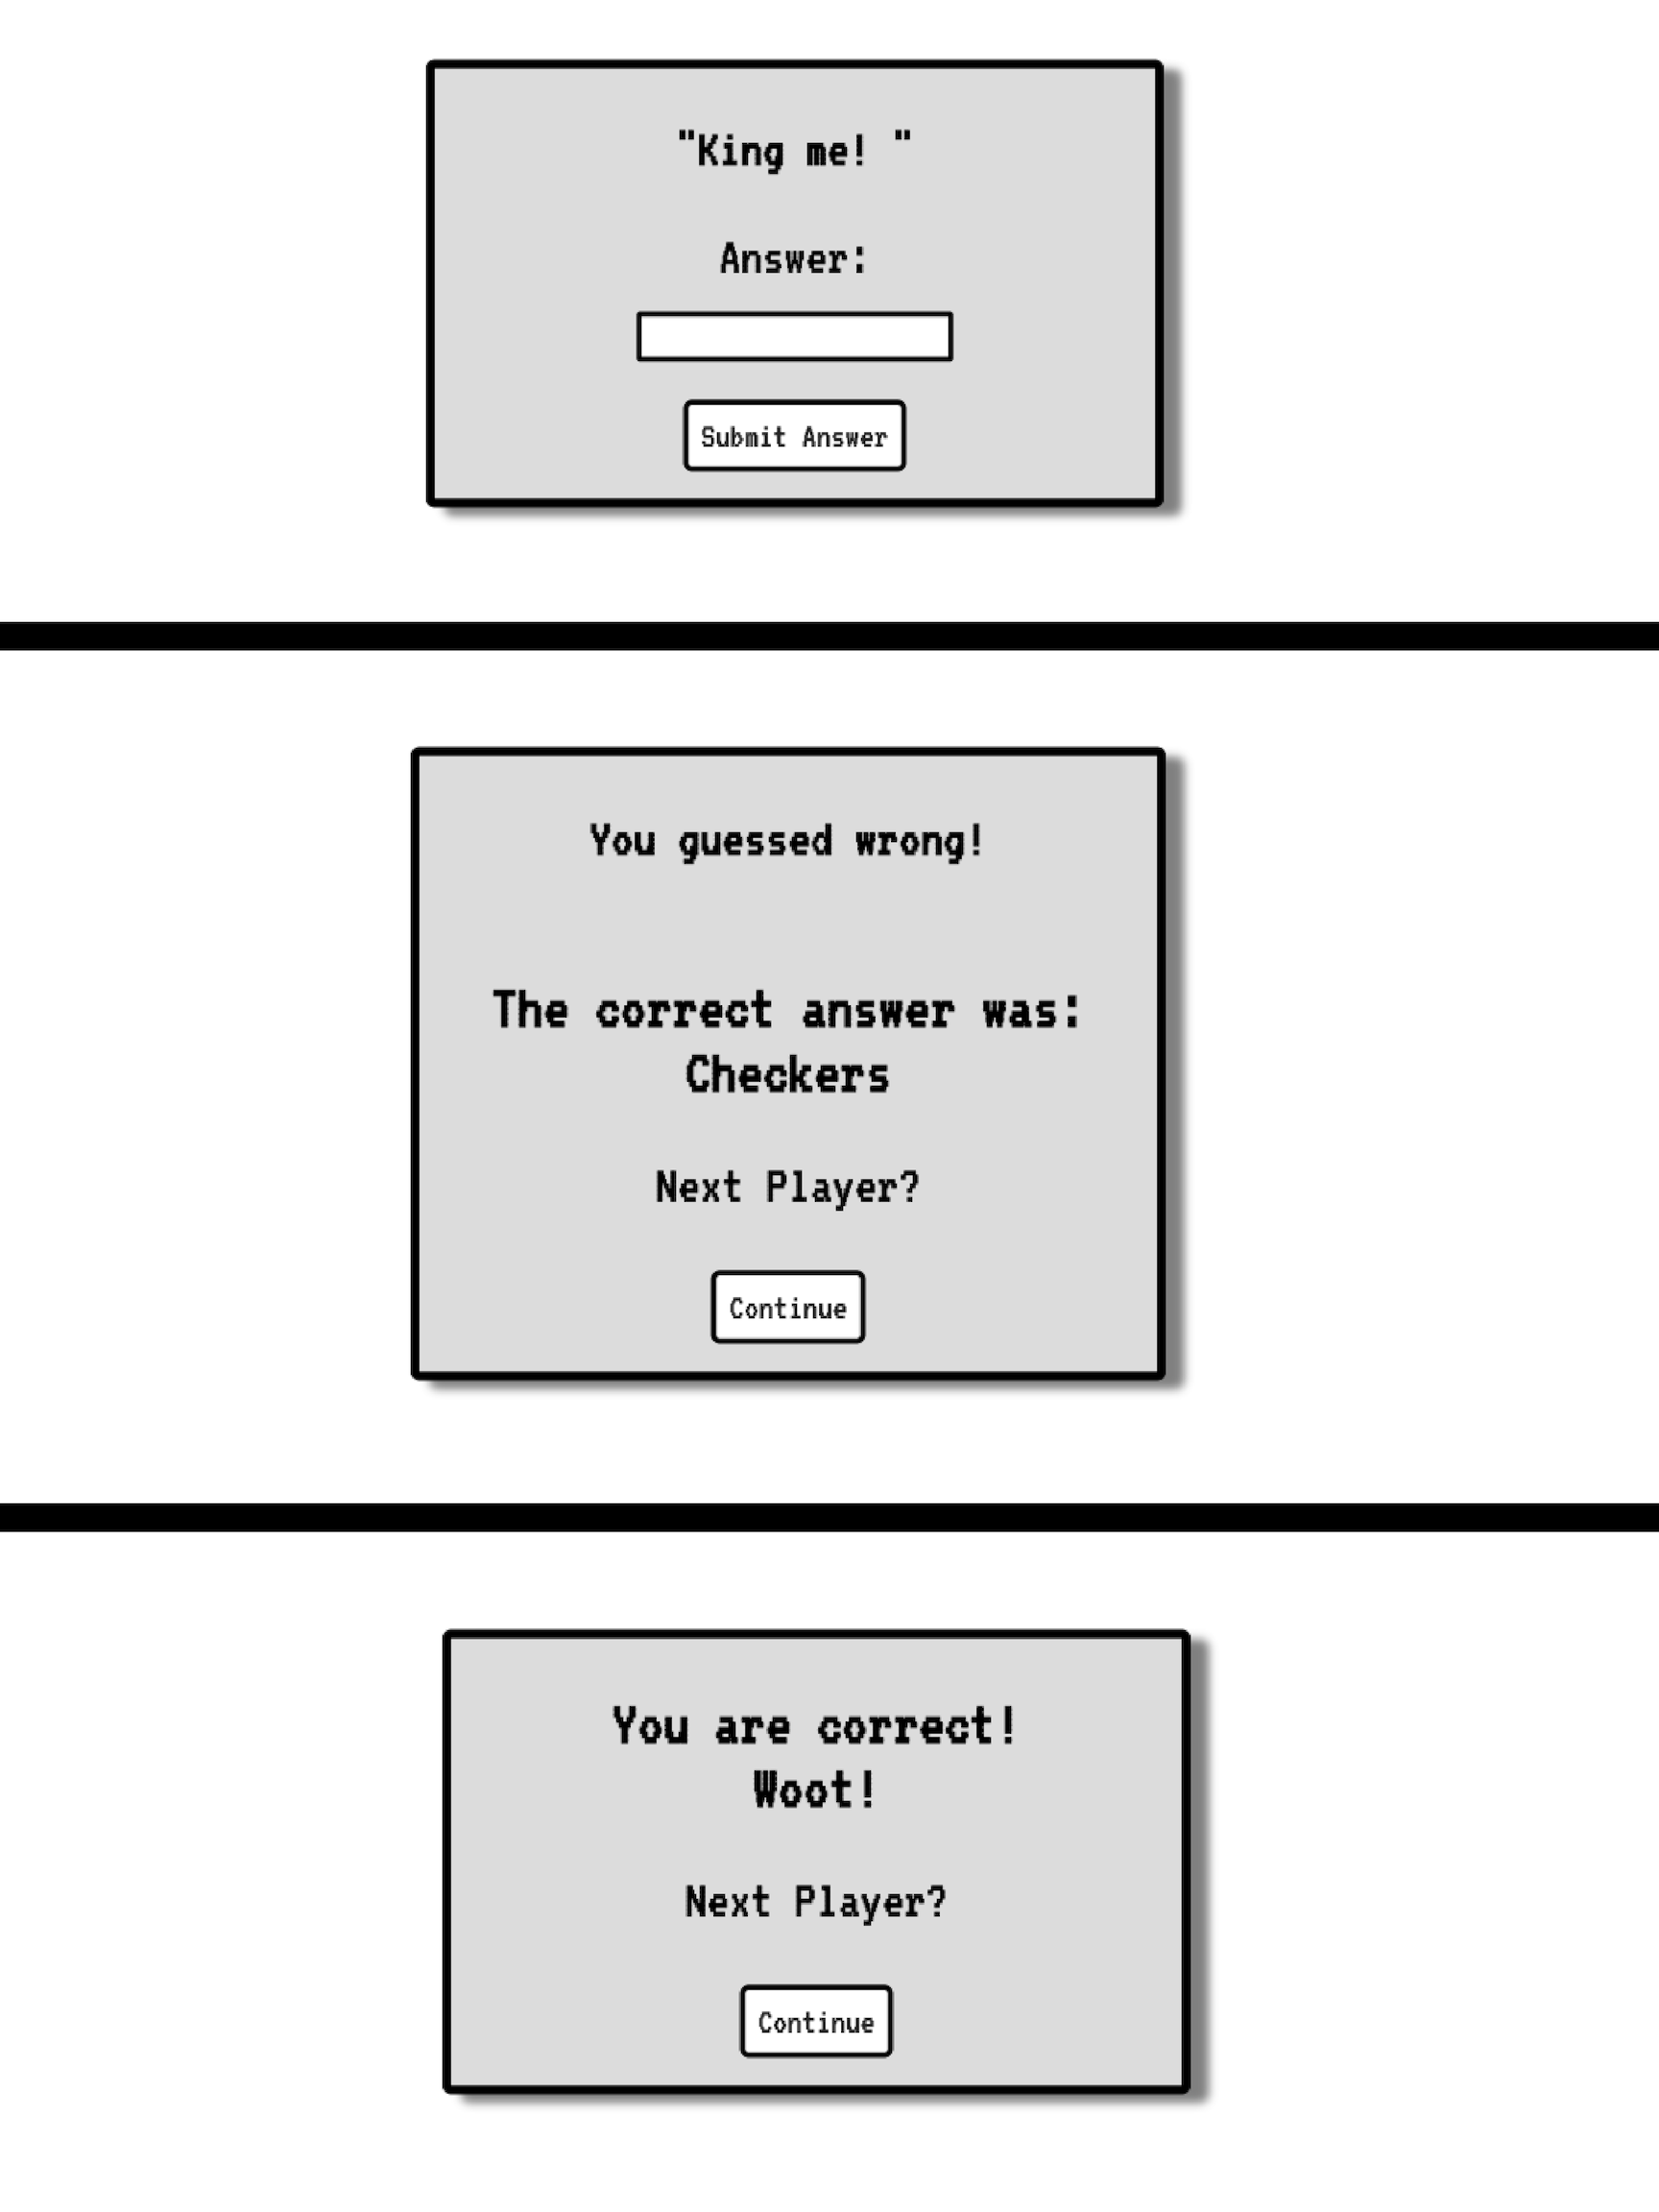 "King me! "
Answer:
Submit Answer
You guessed wrong!
The correct answer was:
Checkers
Next Player?
Continue
You are correct!
Woot!
Next Player?
Continue